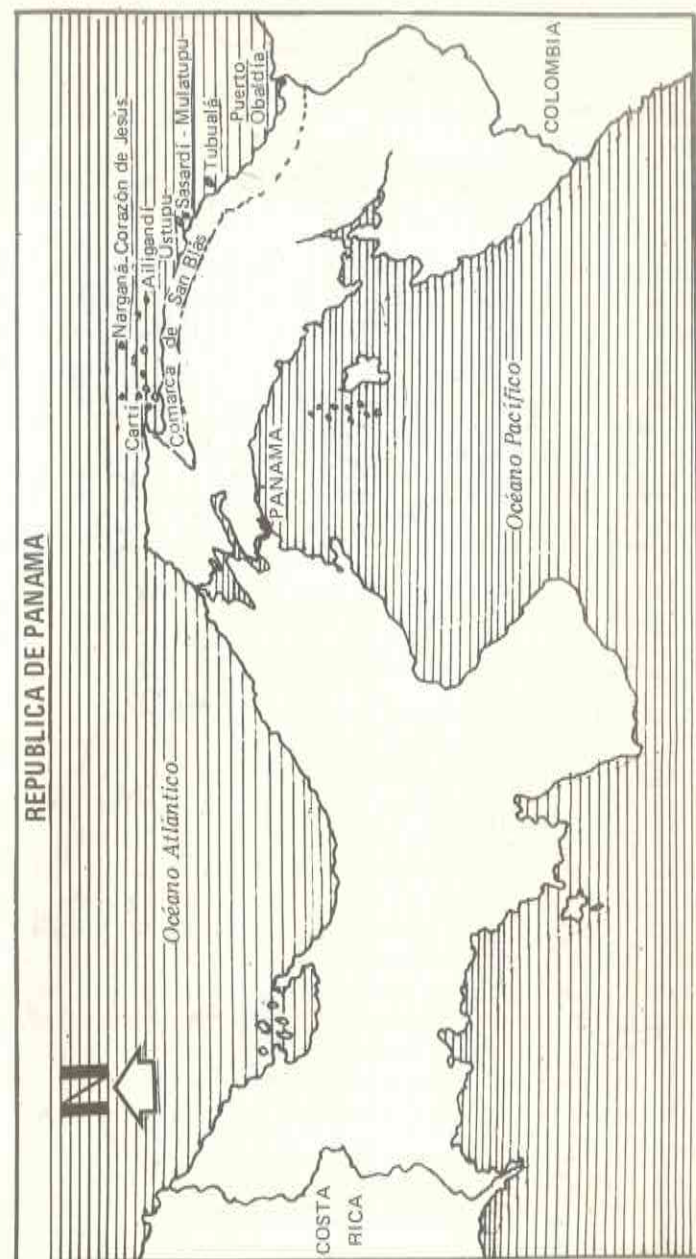 REPUBLICA DE PANAMA
N
Océano Atlántico
Cartí
Narganá-Corazón de Jesús
Ailigandí
Ustupu
Sasardí - Mulatupu
Tubualá
Puerto
Obaldía
Comarca de San Blás
PANAMA
COLOMBIA
Océano Pacífico
COSTA
RICA